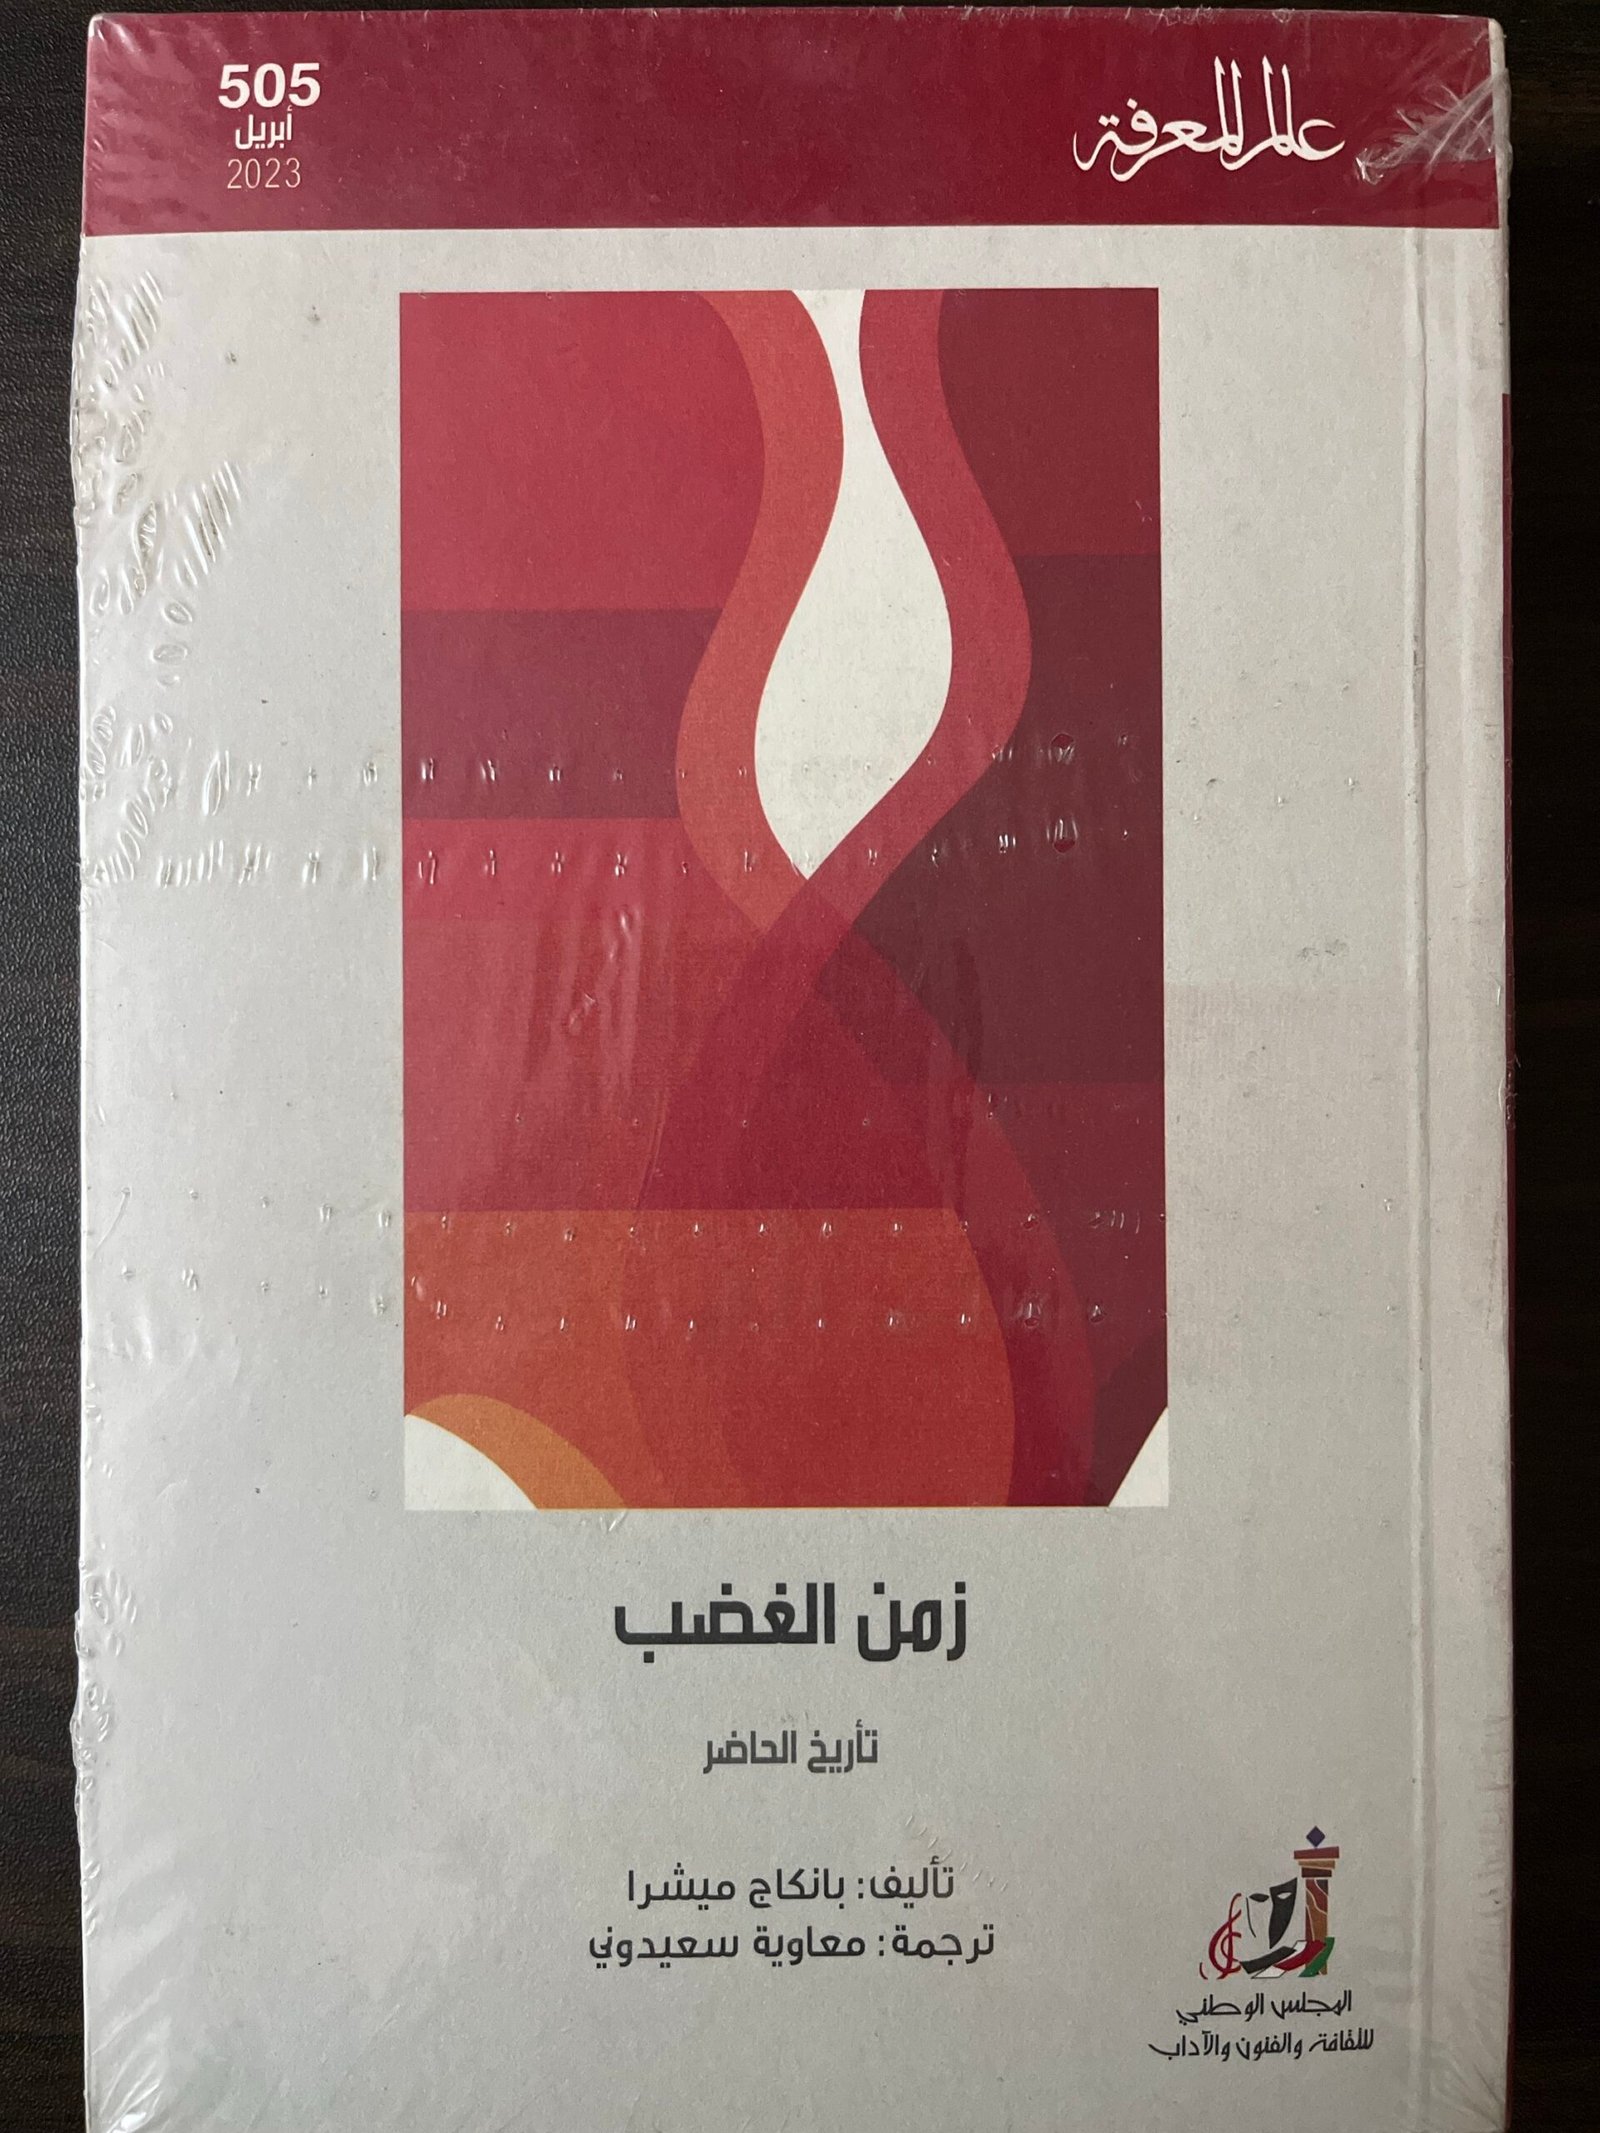 عالم المعرفة
505
أبريل
2023
زمن الغضب
تأريخ الحاضر
تأليف: بانكاج ميشرا
ترجمة: معاوية سعيدوني
المجلس الوطني
للثقافة والفنون والآداب